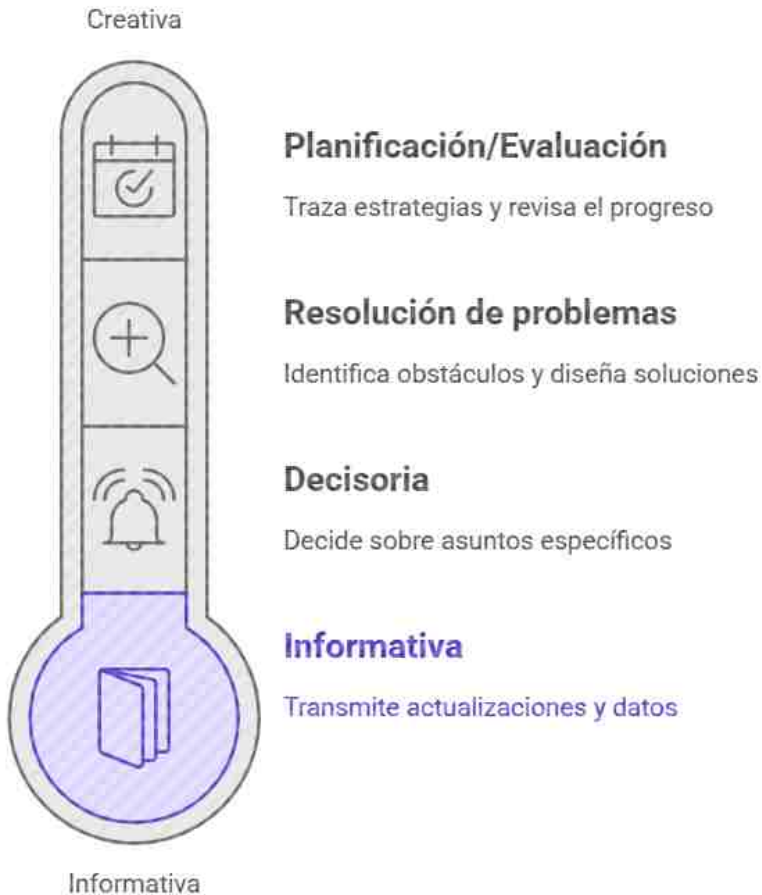 Creativa
Planificación/Evaluación
Traza estrategias y revisa el progreso
Resolución de problemas
Identifica obstáculos y diseña soluciones
Decisoria
Decide sobre asuntos específicos
Informativa
Transmite actualizaciones y datos
Informativa